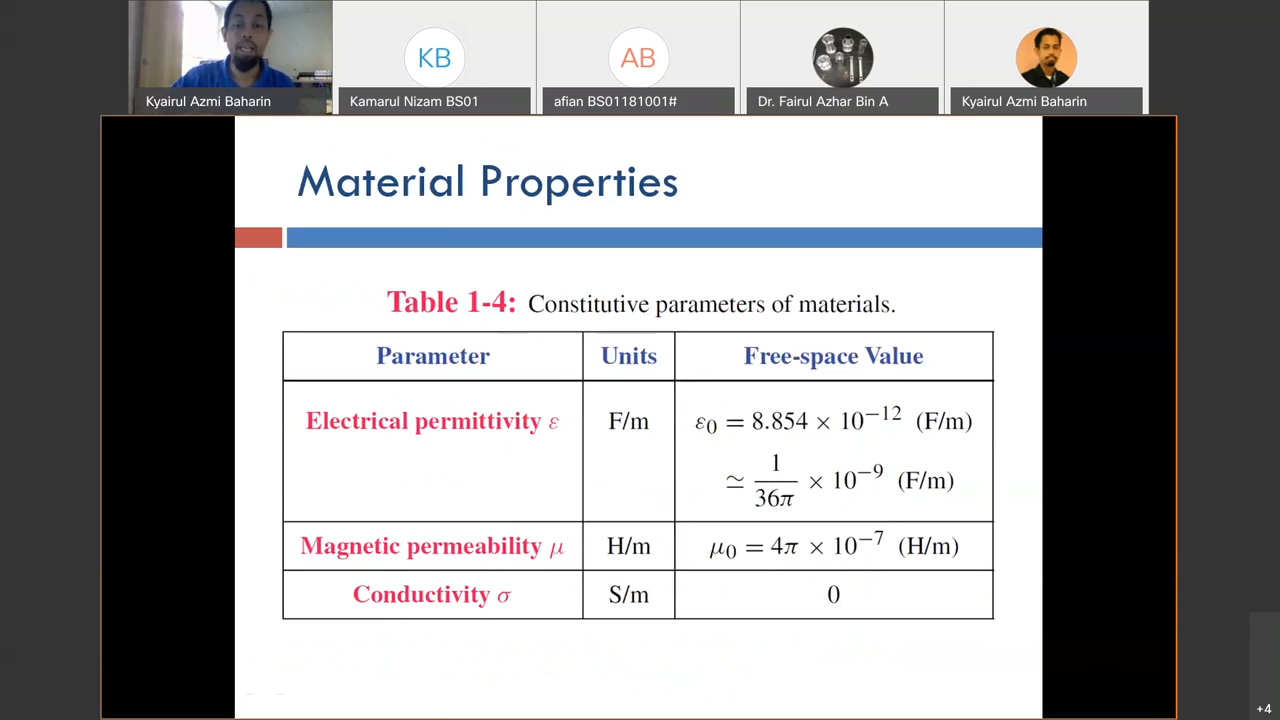 KB
AB
Kyairul Azmi Baharin
Kamarul Nizam BS01
afian BS01181001#
Dr. Fairul Azhar Bin A
Kyairul Azmi Baharin
Material Properties
Table 1-4: Constitutive parameters of materials.
Parameter Units Free-space Value
Electrical permittivity ε F/m ε₀ = 8.854 × 10⁻¹² (F/m)
≃ 1/36π × 10⁻⁹ (F/m)
Magnetic permeability μ H/m μ₀ = 4π × 10⁻⁷ (H/m)
Conductivity σ S/m 0
+4